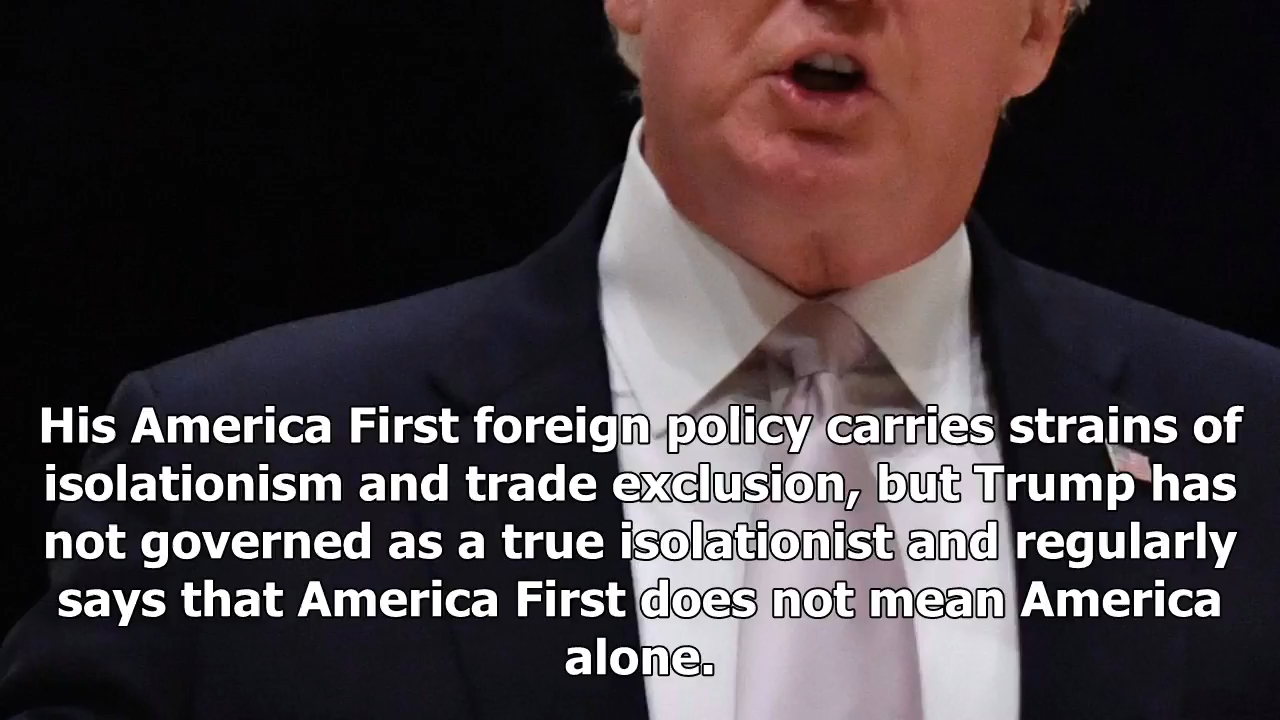 His America First foreign policy carries strains of
isolationism and trade exclusion, but Trump has
not governed as a true isolationist and regularly
says that America First does not mean America
alone.